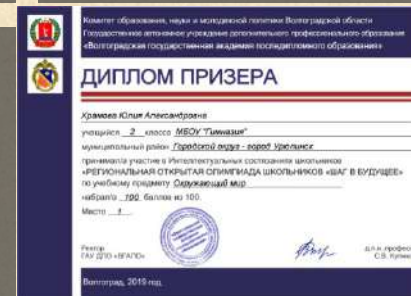 Комитет образования, науки и молодежной политики Волгоградской области
Государственное автономное учреждение дополнительного профессионального образования
«Волгоградская государственная академия последипломного образования»
ДИПЛОМ ПРИЗЕРА
Юлия Александровна
учащийся 2 класса МБОУ "Гимназия"
муниципальный район Городской округ - город Урюпинск
принимал/а участие в Интеллектуальных состязаниях школьников
«РЕГИОНАЛЬНАЯ ОТКРЫТАЯ ОЛИМПИАДА ШКОЛЬНИКОВ «ШАГ В БУДУЩЕЕ»
по учебному предмету Окружающий мир
набрал/а 100 баллов из 100.
Место 1
Ректор
ГАУ ДПО «ВГАПО»
д.п.н. професс
С.В. Кулик
Волгоград, 2019 год